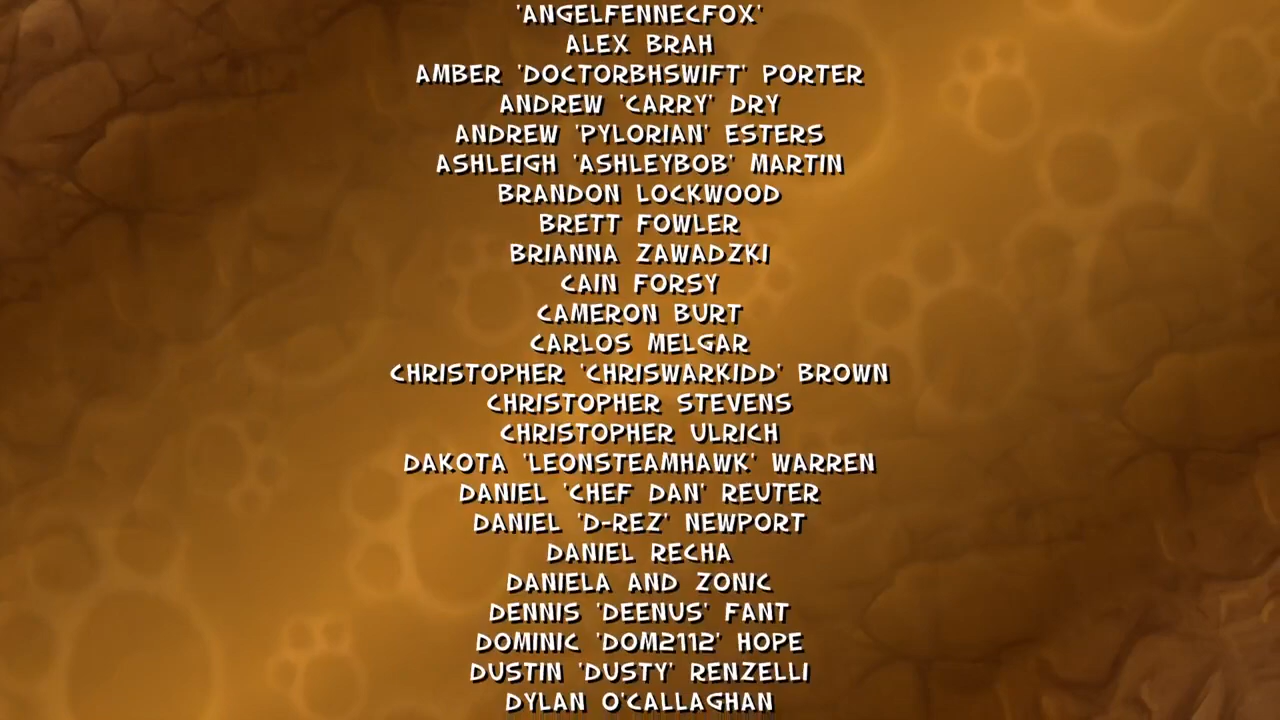 'ANGELFENNECFOX'
ALEX BRAH
AMBER 'DOCTORBHSWIFT' PORTER
ANDREW 'CARRY' DRY
ANDREW 'PYLORIAN' ESTERS
ASHLEIGH 'ASHLEYBOB' MARTIN
BRANDON LOCKWOOD
BRETT FOWLER
BRIANNA ZAWADZKI
CAIN FORSY
CAMERON BURT
CARLOS MELGAR
CHRISTOPHER 'CHRISWARKIDD' BROWN
CHRISTOPHER STEVENS
CHRISTOPHER ULRICH
DAKOTA 'LEONSTEAMHAWK' WARREN
DANIEL 'CHEF DAN' REUTER
DANIEL 'D-REZ' NEWPORT
DANIEL RECHA
DANIELA AND ZONIC
DENNIS 'DEENUS' FANT
DOMINIC 'DOM2112' HOPE
DUSTIN 'DUSTY' RENZELLI
DYLAN O'CALLAGHAN